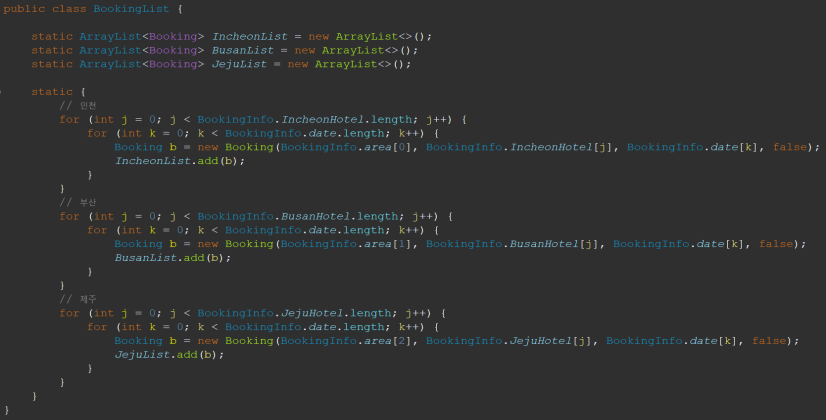 public class BookingList {
static ArrayList<Booking> IncheonList = new ArrayList<>();
static ArrayList<Booking> BusanList = new ArrayList<>();
static ArrayList<Booking> JejuList = new ArrayList<>();
static {
// 인천
for (int j = 0; j < BookingInfo.IncheonHotel.length; j++) {
for (int k = 0; k < BookingInfo.date.length; k++) {
Booking b = new Booking(BookingInfo.area[0], BookingInfo.IncheonHotel[j], BookingInfo.date[k], false);
IncheonList.add(b);
}
}
// 부산
for (int j = 0; j < BookingInfo.BusanHotel.length; j++) {
for (int k = 0; k < BookingInfo.date.length; k++) {
Booking b = new Booking(BookingInfo.area[1], BookingInfo.BusanHotel[j], BookingInfo.date[k], false);
BusanList.add(b);
}
}
// 제주
for (int j = 0; j < BookingInfo.JejuHotel.length; j++) {
for (int k = 0; k < BookingInfo.date.length; k++) {
Booking b = new Booking(BookingInfo.area[2], BookingInfo.JejuHotel[j], BookingInfo.date[k], false);
JejuList.add(b);
}
}
}
}